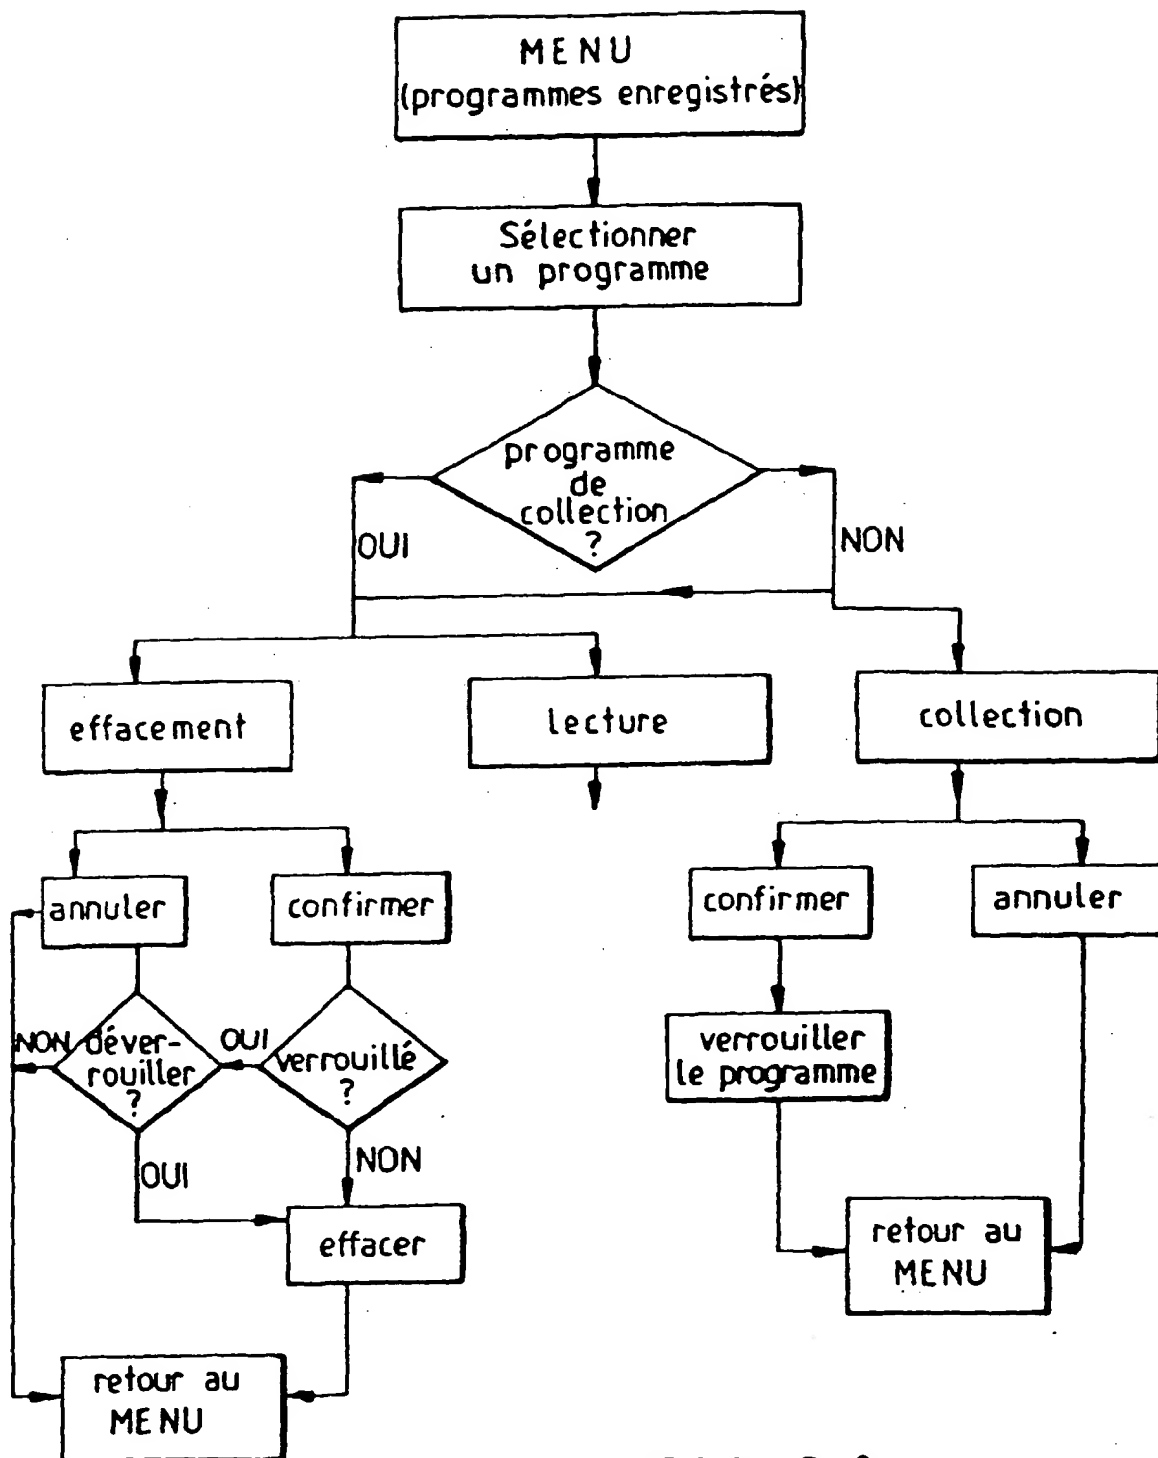 MENU
(programmes enregistrés)
Sélectionner
un programme
programme
de
collection
?
OUI
NON
effacement
lecture
collection
annuler
confirmer
confirmer
annuler
NON
déver-
rouiller
?
OUI
verrouillé
?
verrouiller
le programme
OUI
NON
effacer
retour au
MENU
retour au
MENU